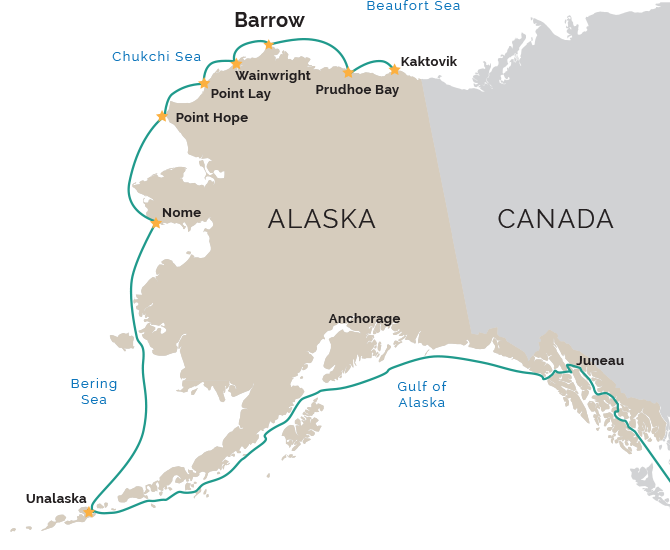 Beaufort Sea
Barrow
Chukchi Sea
Kaktovik
Wainwright
Prudhoe Bay
Point Lay
Point Hope
Nome
ALASKA
CANADA
Anchorage
Juneau
Bering
Sea
Gulf of
Alaska
Unalaska